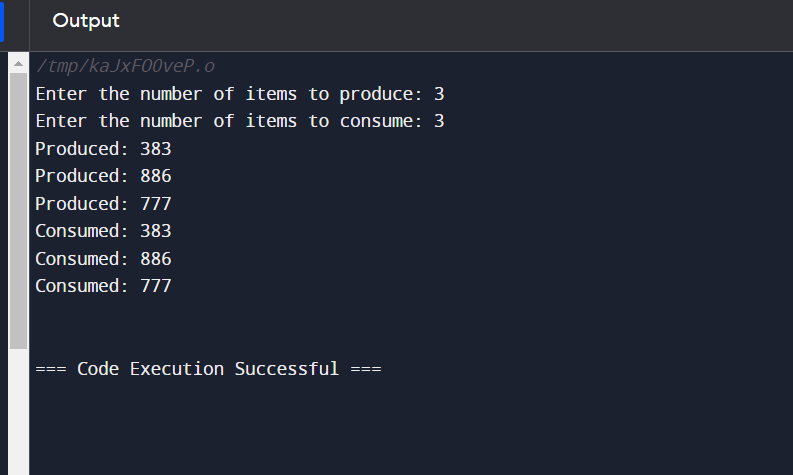 Output
/tmp/kaJxFO0veP.o
Enter the number of items to produce: 3
Enter the number of items to consume: 3
Produced: 383
Produced: 886
Produced: 777
Consumed: 383
Consumed: 886
Consumed: 777
=== Code Execution Successful ===